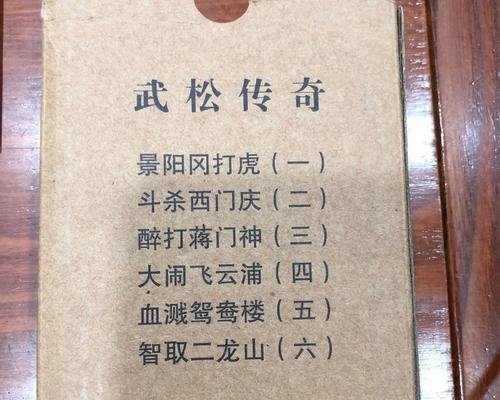 武松传奇
景阳冈打虎（一）
斗杀西门庆（二）
醉打蒋门神（三）
大闹飞云浦（四）
血溅鸳鸯楼（五）
智取二龙山（六）